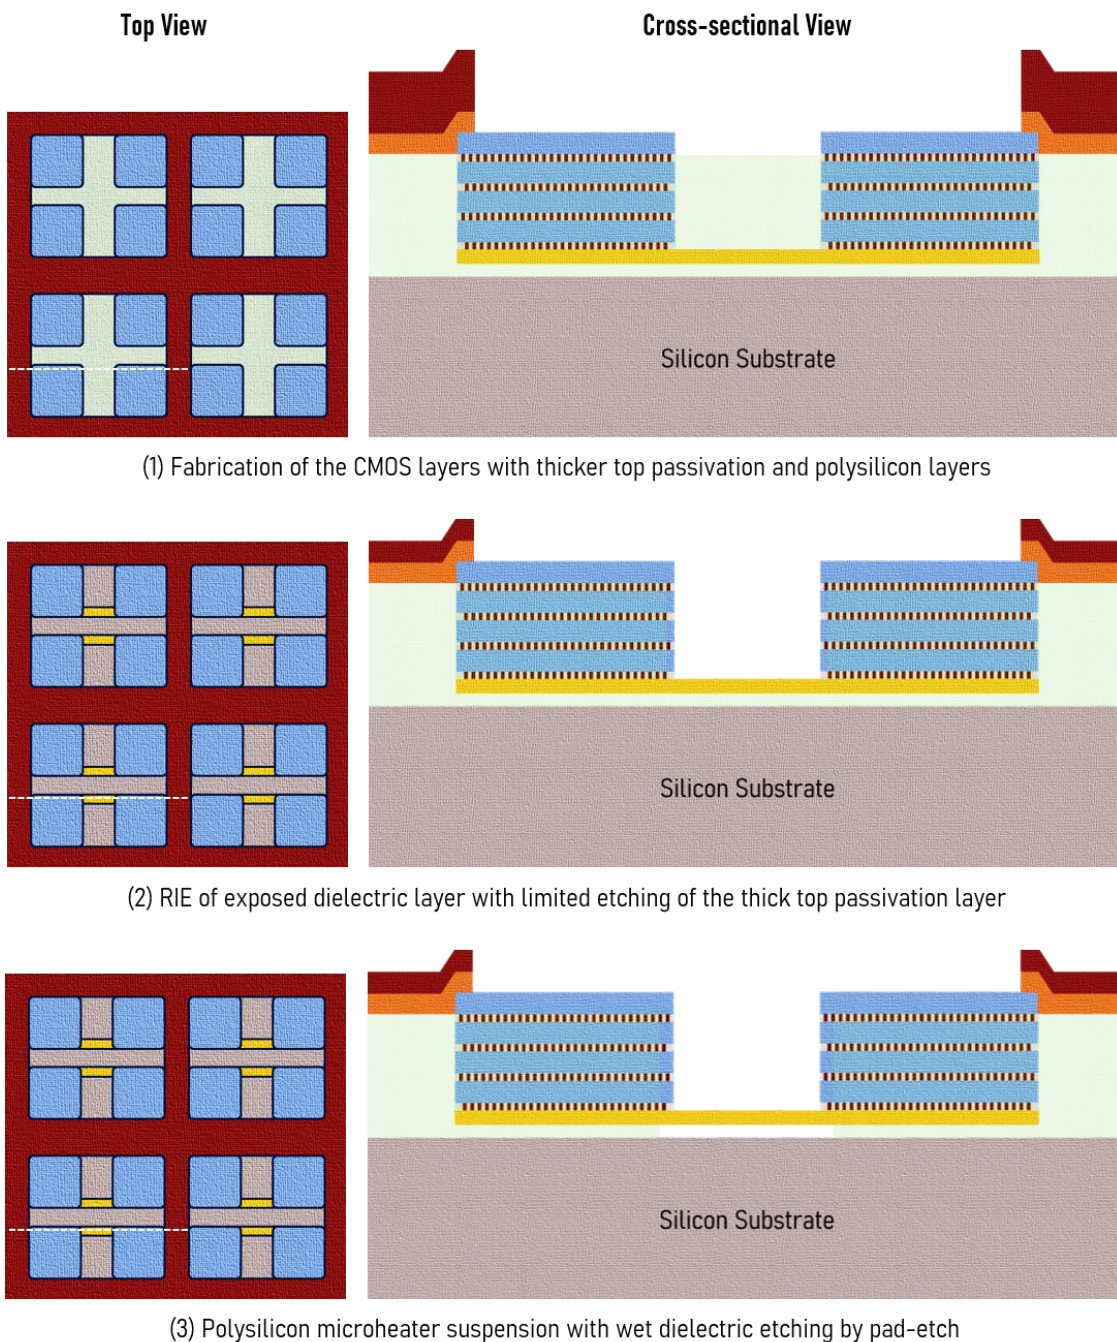 Top View
Cross-sectional View
Silicon Substrate
(1) Fabrication of the CMOS layers with thicker top passivation and polysilicon layers
Silicon Substrate
(2) RIE of exposed dielectric layer with limited etching of the thick top passivation layer
Silicon Substrate
(3) Polysilicon microheater suspension with wet dielectric etching by pad-etch